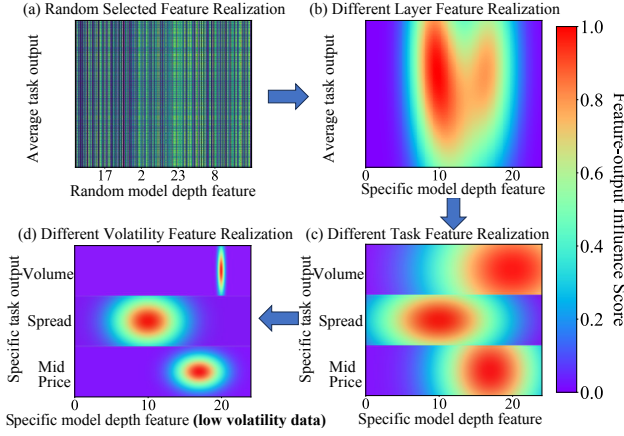 (a) Random Selected Feature Realization
Average task output
17 2 23 8
Random model depth feature
(b) Different Layer Feature Realization
Average task output
10 20
Specific model depth feature
1.0
0.8
0.6
0.4
0.2
0.0
Feature-output Influence Score
(d) Different Volatility Feature Realization
Specific task output
Volume
Spread
Mid
Price
0 10 20
Specific model depth feature (low volatility data)
(c) Different Task Feature Realization
Specific task output
Volume
Spread
Mid
Price
0 10 20
Specific model depth feature